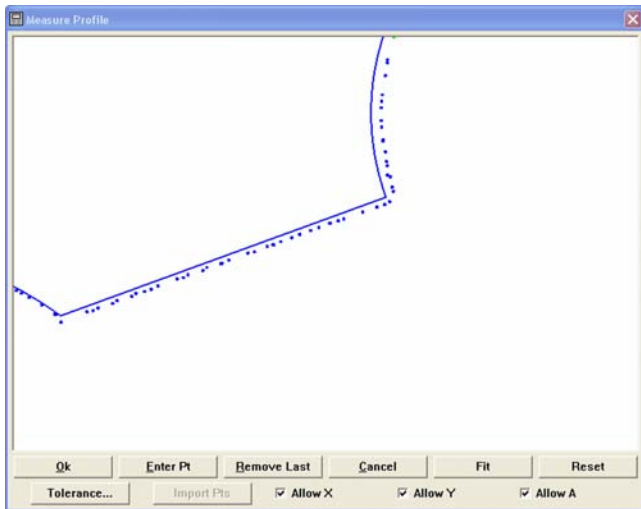 Measure Profile
Ok Enter Pt Remove Last Cancel Fit Reset
Tolerance... Import Pts Allow X Allow Y Allow A